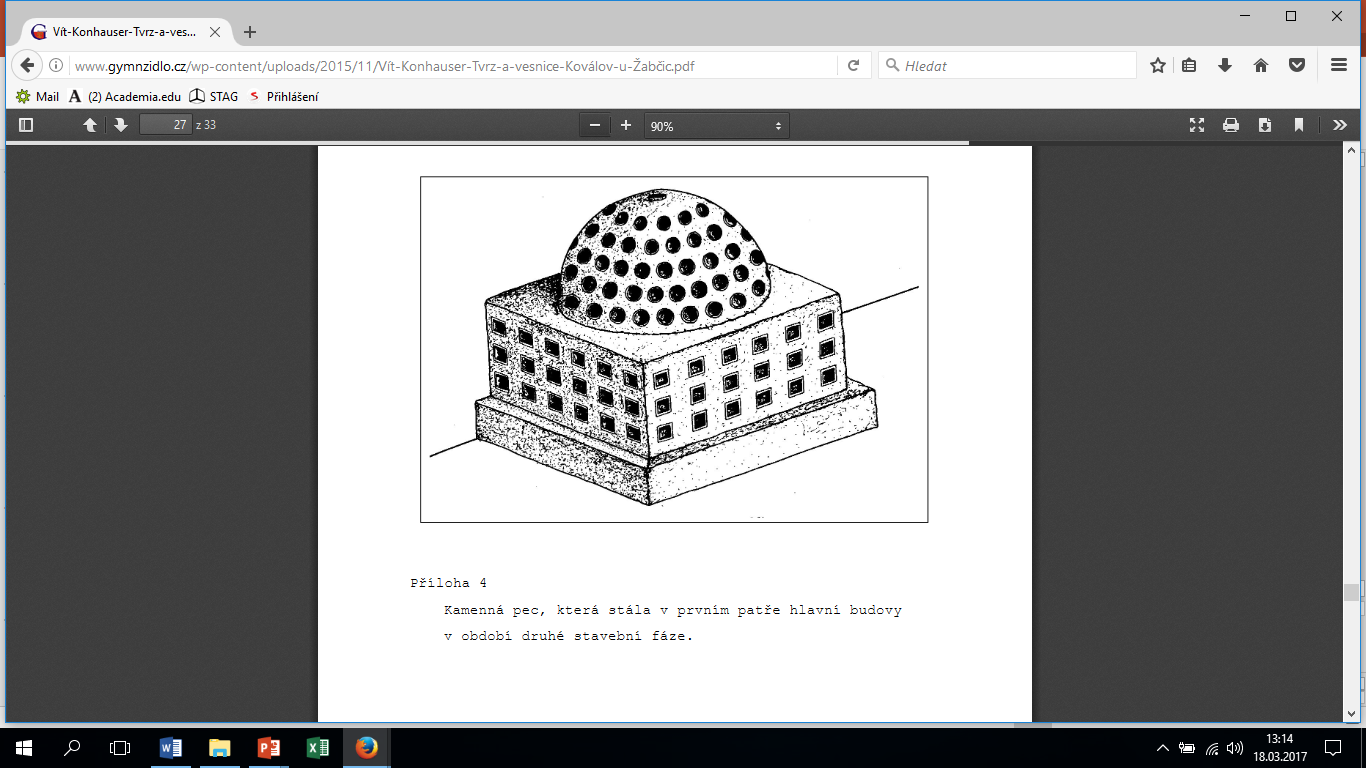 Vít-Konhauser-Tvrz-a-ves...
www.gymnzidlo.cz/wp-content/uploads/2015/11/Vít-Konhauser-Tvrz-a-vesnice-Koválov-u-Žabčic.pdf
Hledat
Mail (2) Academia.edu STAG Přihlášení
27 z 33 90%
Příloha 4
Kamenná pec, která stála v prvním patře hlavní budovy
v období druhé stavební fáze.
13:14
18.03.2017